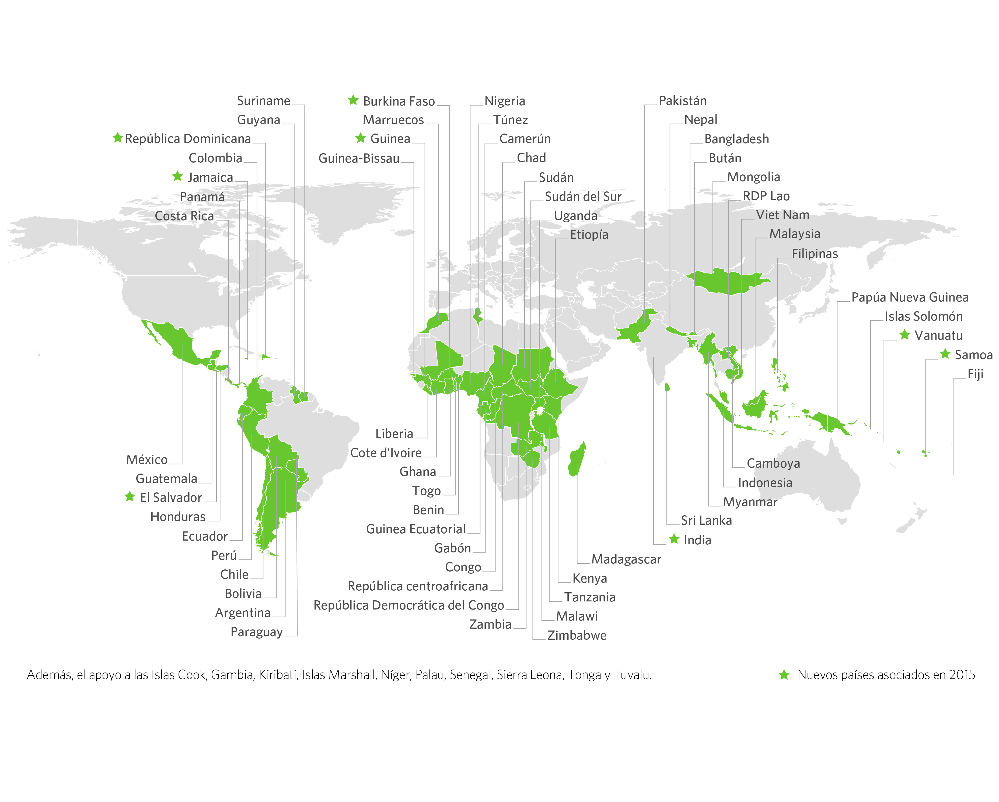 Suriname
Guyana
República Dominicana
Colombia
Jamaica
Panamá
Costa Rica
Burkina Faso
Marruecos
Guinea
Guinea-Bissau
Nigeria
Túnez
Camerún
Chad
Sudán
Sudán del Sur
Uganda
Etiopía
Pakistán
Nepal
Bangladesh
Bután
Mongolia
RDP Lao
Viet Nam
Malaysia
Filipinas
Papúa Nueva Guinea
Islas Solomón
Vanuatu
Samoa
Fiji
México
Guatemala
El Salvador
Honduras
Ecuador
Perú
Chile
Bolivia
Argentina
Paraguay
Liberia
Cote d'Ivoire
Ghana
Togo
Benin
Guinea Ecuatorial
Gabón
Congo
República centroafricana
República Democrática del Congo
Zambia
Madagascar
Kenya
Tanzania
Malawi
Zimbabwe
Camboya
Indonesia
Myanmar
Sri Lanka
India
Además, el apoyo a las Islas Cook, Gambia, Kiribati, Islas Marshall, Níger, Palau, Senegal, Sierra Leona, Tonga y Tuvalu.
Nuevos países asociados en 2015